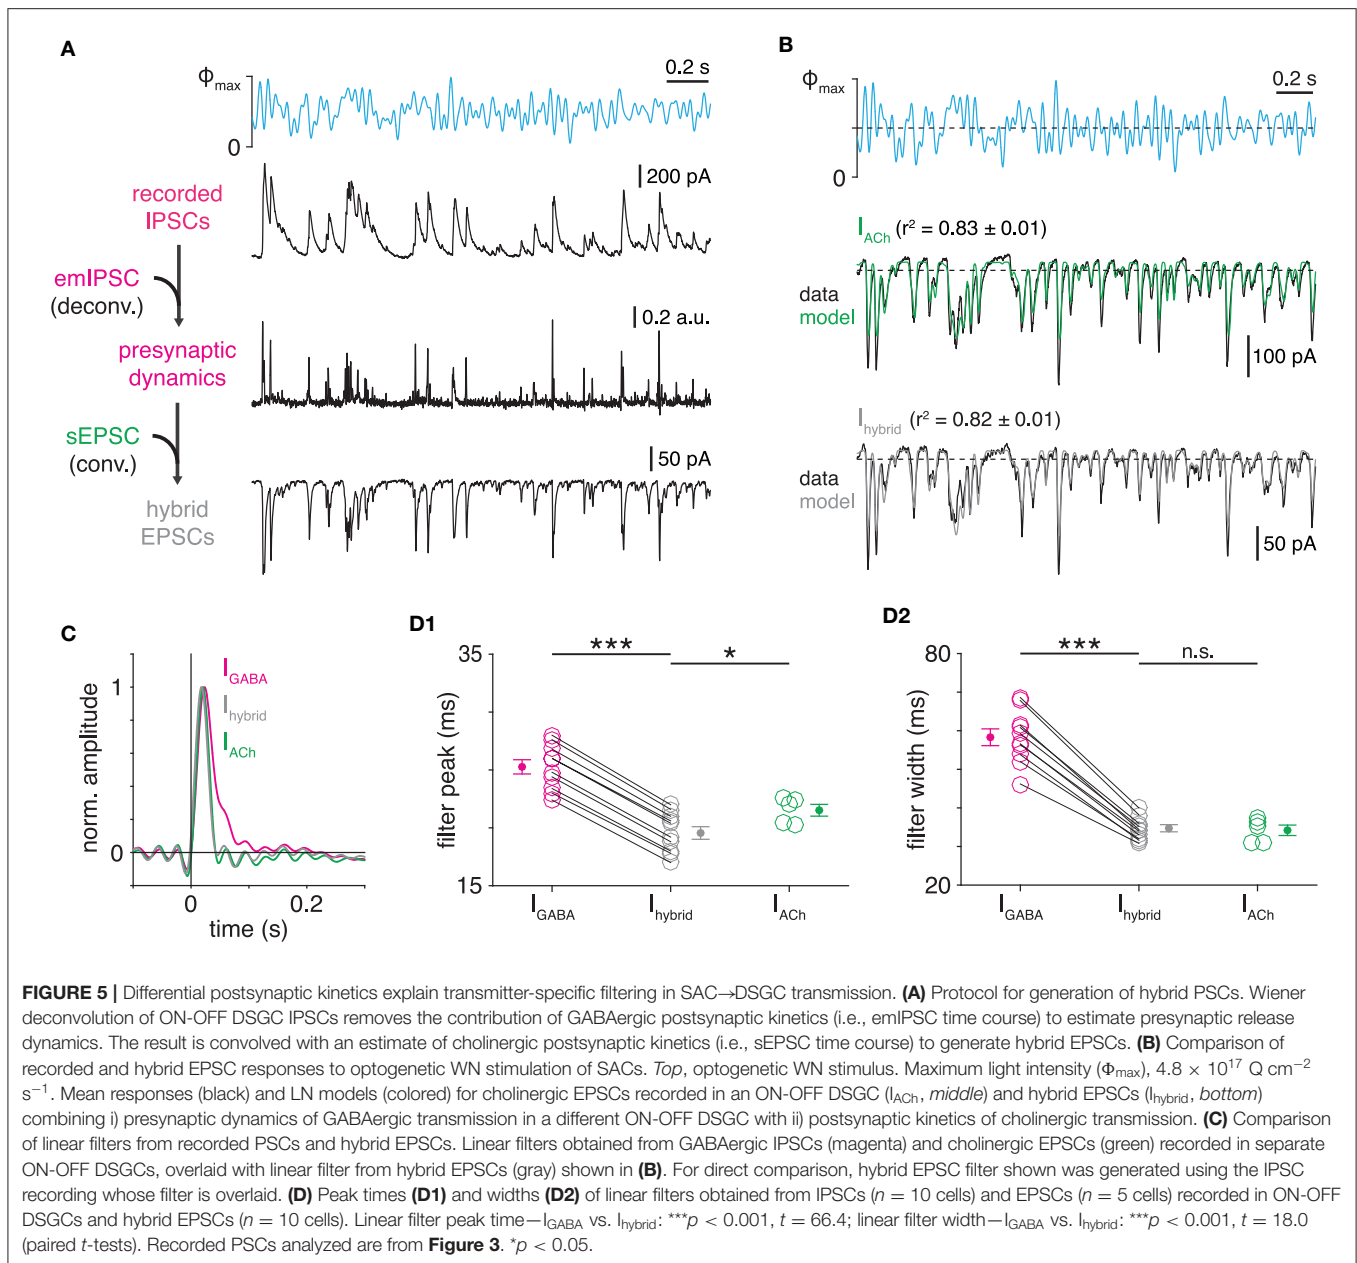 A
Φmax
0
0.2 s
recorded
IPSCs
200 pA
emIPSC
(deconv.)
0.2 a.u.
presynaptic
dynamics
sEPSC
(conv.)
50 pA
hybrid
EPSCs
B
0.2 s
Φmax
0
IACh (r² = 0.83 ± 0.01)
data
model
100 pA
Ihybrid (r² = 0.82 ± 0.01)
data
model
50 pA
C
IGABA
Ihybrid
IACh
norm. amplitude
1
0
0 0.2
time (s)
D1
*** *
35
filter peak (ms)
15
IGABA Ihybrid IACh
D2
*** n.s.
80
filter width (ms)
20
IGABA Ihybrid IACh
FIGURE 5 | Differential postsynaptic kinetics explain transmitter-specific filtering in SAC→DSGC transmission. (A) Protocol for generation of hybrid PSCs. Wiener
deconvolution of ON-OFF DSGC IPSCs removes the contribution of GABAergic postsynaptic kinetics (i.e., emIPSC time course) to estimate presynaptic release
dynamics. The result is convolved with an estimate of cholinergic postsynaptic kinetics (i.e., sEPSC time course) to generate hybrid EPSCs. (B) Comparison of
recorded and hybrid EPSC responses to optogenetic WN stimulation of SACs. Top, optogenetic WN stimulus. Maximum light intensity (Φmax), 4.8 × 10¹⁷ Q cm⁻²
s⁻¹. Mean responses (black) and LN models (colored) for cholinergic EPSCs recorded in an ON-OFF DSGC (IACh, middle) and hybrid EPSCs (Ihybrid, bottom)
combining i) presynaptic dynamics of GABAergic transmission in a different ON-OFF DSGC with ii) postsynaptic kinetics of cholinergic transmission. (C) Comparison
of linear filters from recorded PSCs and hybrid EPSCs. Linear filters obtained from GABAergic IPSCs (magenta) and cholinergic EPSCs (green) recorded in separate
ON-OFF DSGCs, overlaid with linear filter from hybrid EPSCs (gray) shown in (B). For direct comparison, hybrid EPSC filter shown was generated using the IPSC
recording whose filter is overlaid. (D) Peak times (D1) and widths (D2) of linear filters obtained from IPSCs (n = 10 cells) and EPSCs (n = 5 cells) recorded in ON-OFF
DSGCs and hybrid EPSCs (n = 10 cells). Linear filter peak time—IGABA vs. Ihybrid: ***p < 0.001, t = 66.4; linear filter width—IGABA vs. Ihybrid: ***p < 0.001, t = 18.0
(paired t-tests). Recorded PSCs analyzed are from Figure 3. *p < 0.05.